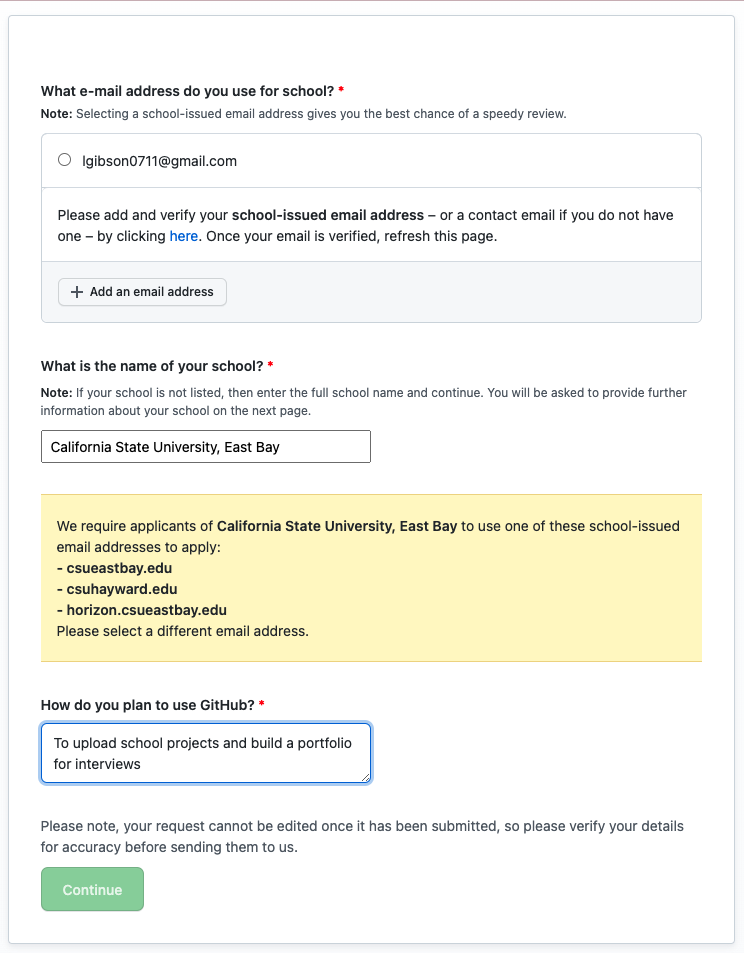 What e-mail address do you use for school? *
Note: Selecting a school-issued email address gives you the best chance of a speedy review.
lgibson0711@gmail.com
Please add and verify your school-issued email address – or a contact email if you do not have
one – by clicking here. Once your email is verified, refresh this page.
+ Add an email address
What is the name of your school? *
Note: If your school is not listed, then enter the full school name and continue. You will be asked to provide further
information about your school on the next page.
California State University, East Bay
We require applicants of California State University, East Bay to use one of these school-issued
email addresses to apply:
- csueastbay.edu
- csuhayward.edu
- horizon.csueastbay.edu
Please select a different email address.
How do you plan to use GitHub? *
To upload school projects and build a portfolio
for interviews
Please note, your request cannot be edited once it has been submitted, so please verify your details
for accuracy before sending them to us.
Continue